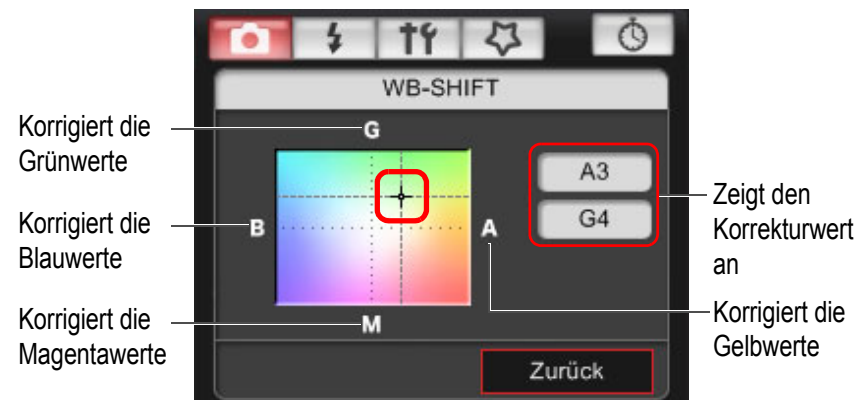 WB-SHIFT
Korrigiert die
Grünwerte
G
A3
G4
Zeigt den
Korrekturwert
an
Korrigiert die
Blauwerte
B
A
Korrigiert die
Magentawerte
M
Korrigiert die
Gelbwerte
Zurück